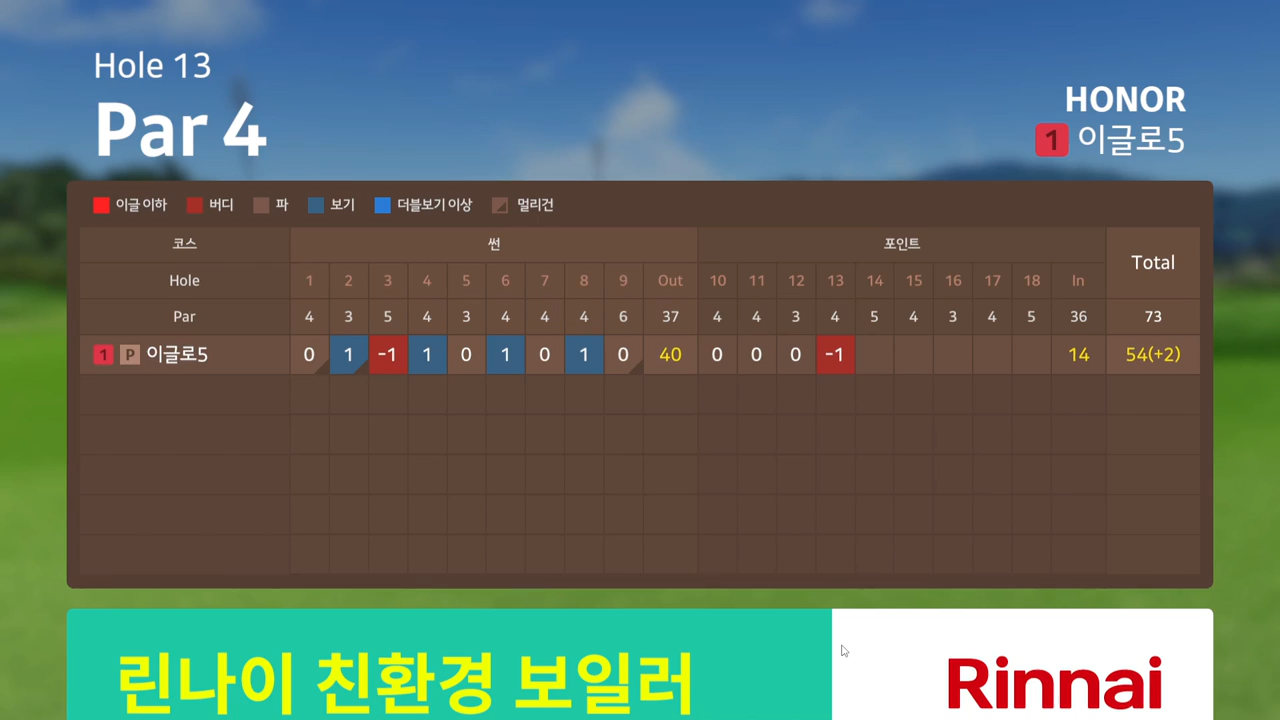 Hole 13
Par 4
HONOR
1 이글로5
이글 이하 버디 파 보기 더블보기 이상 멀리건
코스 썬 포인트 Total
Hole 1 2 3 4 5 6 7 8 9 Out 10 11 12 13 14 15 16 17 18 In
Par 4 3 5 4 3 4 4 4 6 37 4 4 3 4 5 4 3 4 5 36 73
1 P 이글로5 0 1 -1 1 0 1 0 1 0 40 0 0 0 -1 14 54(+2)
린나이 친환경 보일러
Rinnai